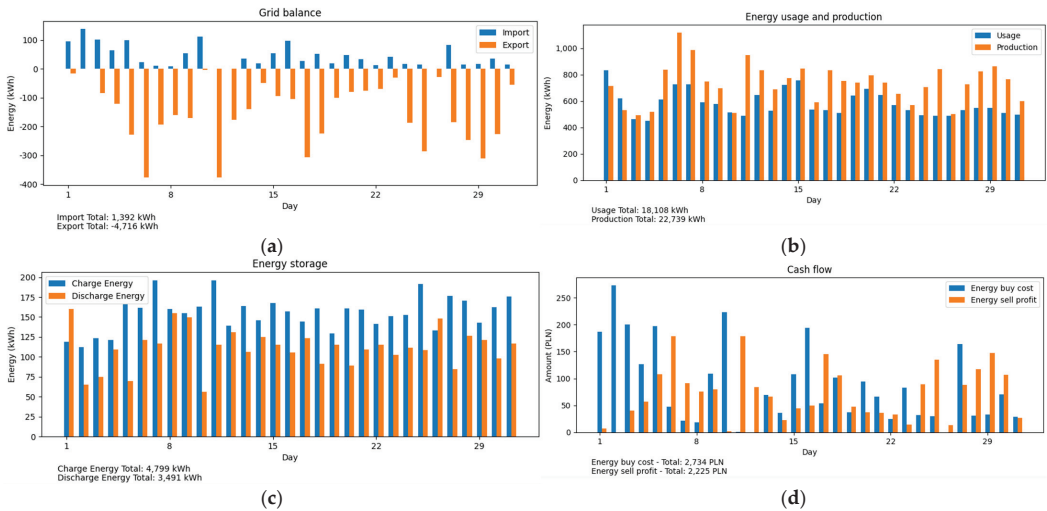 Grid balance
Import
Export
Energy (kWh)
100
0
-100
-200
-300
-400
1
8
15
22
29
Day
Import Total: 1,392 kWh
Export Total: -4,716 kWh
(a)
Energy usage and production
Usage
Production
Energy (kWh)
1,000
800
600
400
200
0
1
8
15
22
29
Day
Usage Total: 18,108 kWh
Production Total: 22,739 kWh
(b)
Energy storage
Charge Energy
Discharge Energy
Energy (kWh)
200
175
150
125
100
75
50
25
0
1
8
15
22
29
Day
Charge Energy Total: 4,799 kWh
Discharge Energy Total: 3,491 kWh
(c)
Cash flow
Energy buy cost
Energy sell profit
Amount (PLN)
250
200
150
100
50
0
1
8
15
22
29
Day
Energy buy cost - Total: 2,734 PLN
Energy sell profit - Total: 2,225 PLN
(d)